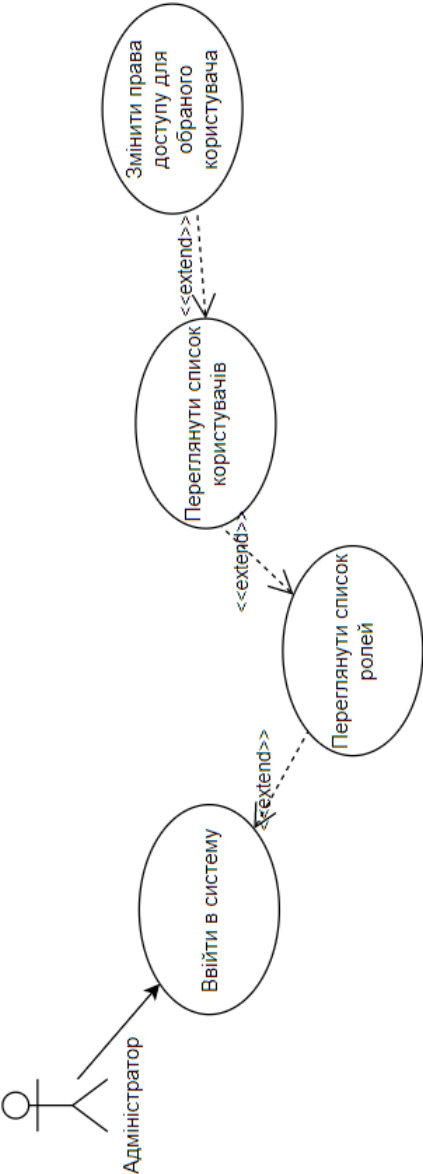 Адміністратор
Ввійти в систему
<<extend>>
Переглянути список
ролей
<<extend>>
Переглянути список
користувачів
<<extend>>
Змінити права
доступу для
обраного
користувача